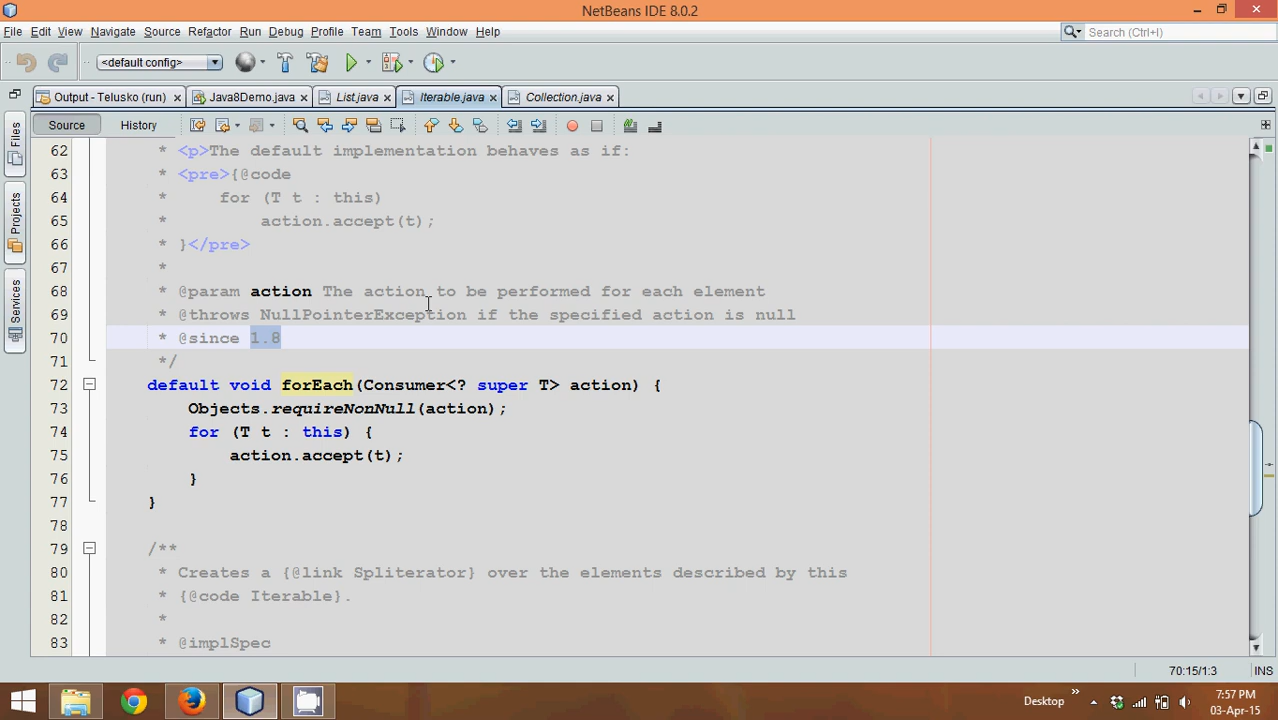 NetBeans IDE 8.0.2
File Edit View Navigate Source Refactor Run Debug Profile Team Tools Window Help
Search (Ctrl+I)
<default config>
Output - Telusko (run) Java8Demo.java List.java Iterable.java Collection.java
Source History
Files
Projects
Services
62 * <p>The default implementation behaves as if:
63 * <pre>{@code
64 * for (T t : this)
65 * action.accept(t);
66 * }</pre>
67 *
68 * @param action The action to be performed for each element
69 * @throws NullPointerException if the specified action is null
70 * @since 1.8
71 */
72 default void forEach(Consumer<? super T> action) {
73 Objects.requireNonNull(action);
74 for (T t : this) {
75 action.accept(t);
76 }
77 }
78
79 /**
80 * Creates a {@link Spliterator} over the elements described by this
81 * {@code Iterable}.
82 *
83 * @implSpec
70:15/1:3 INS
Desktop
7:57 PM
03-Apr-15